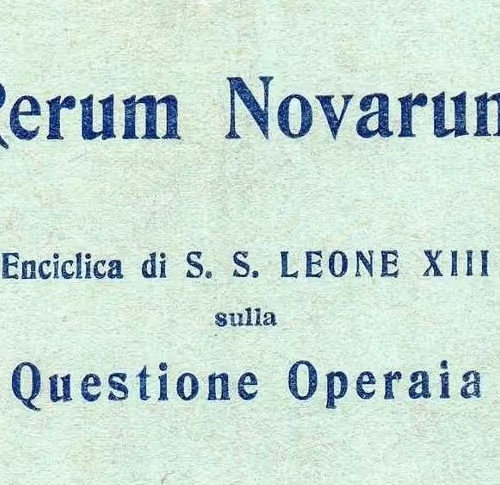 Rerum Novarum
Enciclica di S. S. LEONE XIII
sulla
Questione Operaia